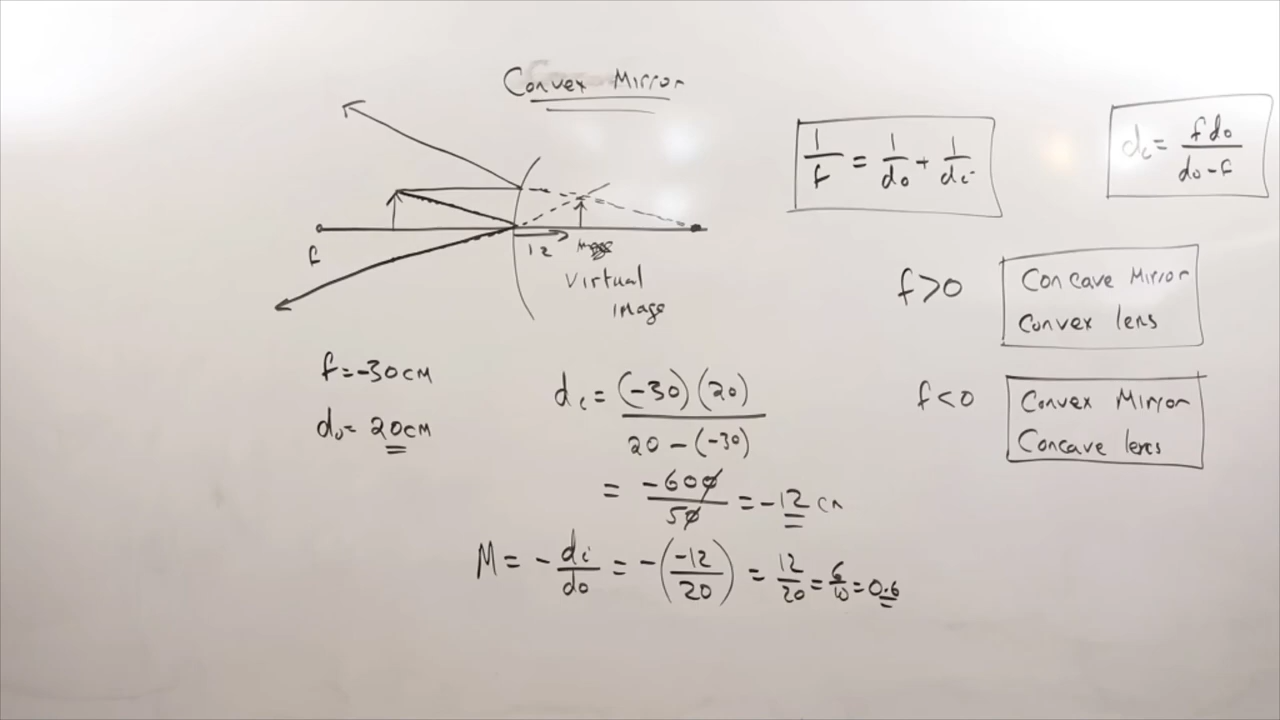 Convex Mirror
1/f = 1/do + 1/di
di = f do / do - f
f
12
Virtual
image
f>0
Concave Mirror
Convex lens
f<0
Convex Mirror
Concave lens
f=-30cm
do= 20cm
di = (-30)(20) / 20 - (-30)
= -600/50 = -12 cm
M = - di/do = -(-12/20) = 12/20 = 6/10 = 0.6